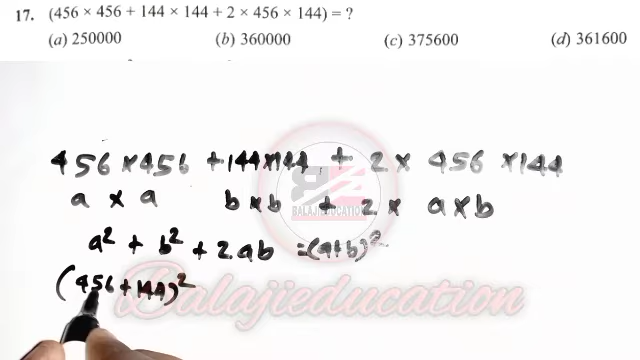 17. (456 × 456 + 144 × 144 + 2 × 456 × 144) = ?
(a) 250000 (b) 360000 (c) 375600 (d) 361600
456 × 456 + 144 × 144 + 2 × 456 × 144
a × a b × b + 2 × a × b
a² + b² + 2ab = (a+b)²
(456 + 144)²
BALAJIEDUCATION
Balajieducation